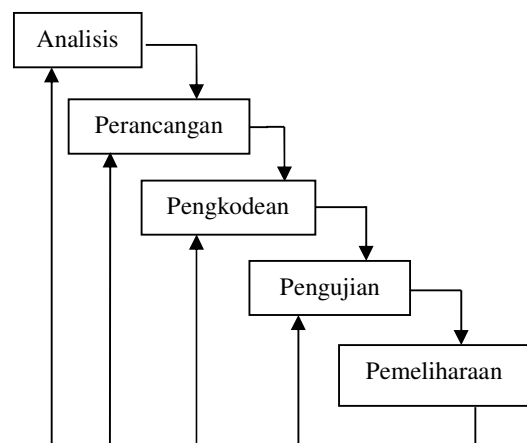 Analisis
Perancangan
Pengkodean
Pengujian
Pemeliharaan